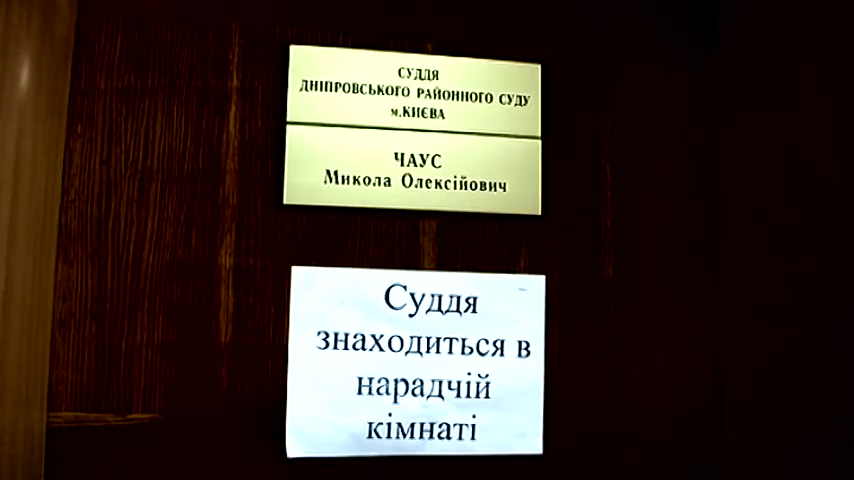 СУДДЯ
ДНІПРОВСЬКОГО РАЙОННОГО СУДУ
м.КИЄВА
ЧАУС
Микола Олексійович
Суддя
знаходиться в
нарадчій
кімнаті